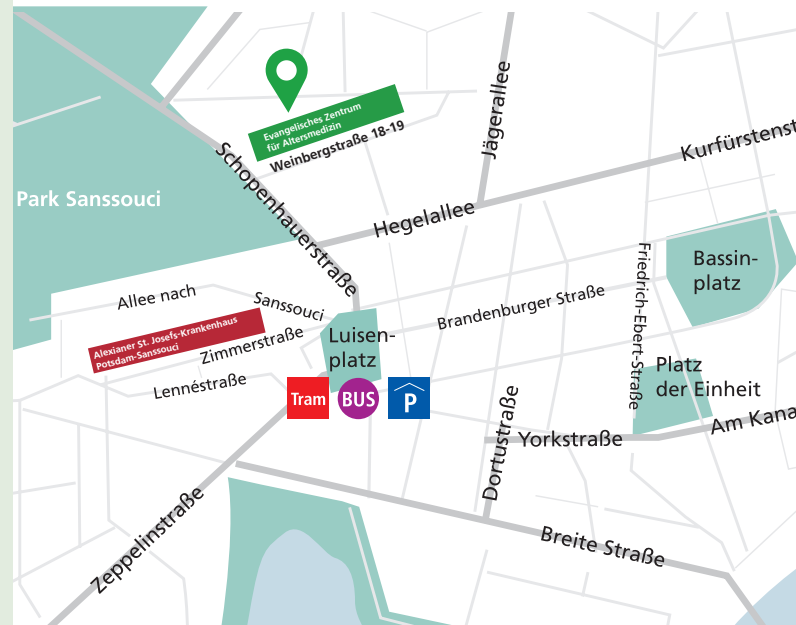 Evangelisches Zentrum
für Altersmedizin
Weinbergstraße 18-19
Jägerallee
Kurfürstenst
Schopenhauerstraße
Park Sanssouci
Hegelallee
Bassin-
platz
Friedrich-Ebert-Straße
Allee nach
Sanssouci
Brandenburger Straße
Alexianer St. Josefs-Krankenhaus
Potsdam-Sanssouci
Zimmerstraße
Luisen-
platz
Platz
der Einheit
Lennéstraße
Tram
BUS
P
Dortustraße
Yorkstraße
Am Kana
Zeppelinstraße
Breite Straße